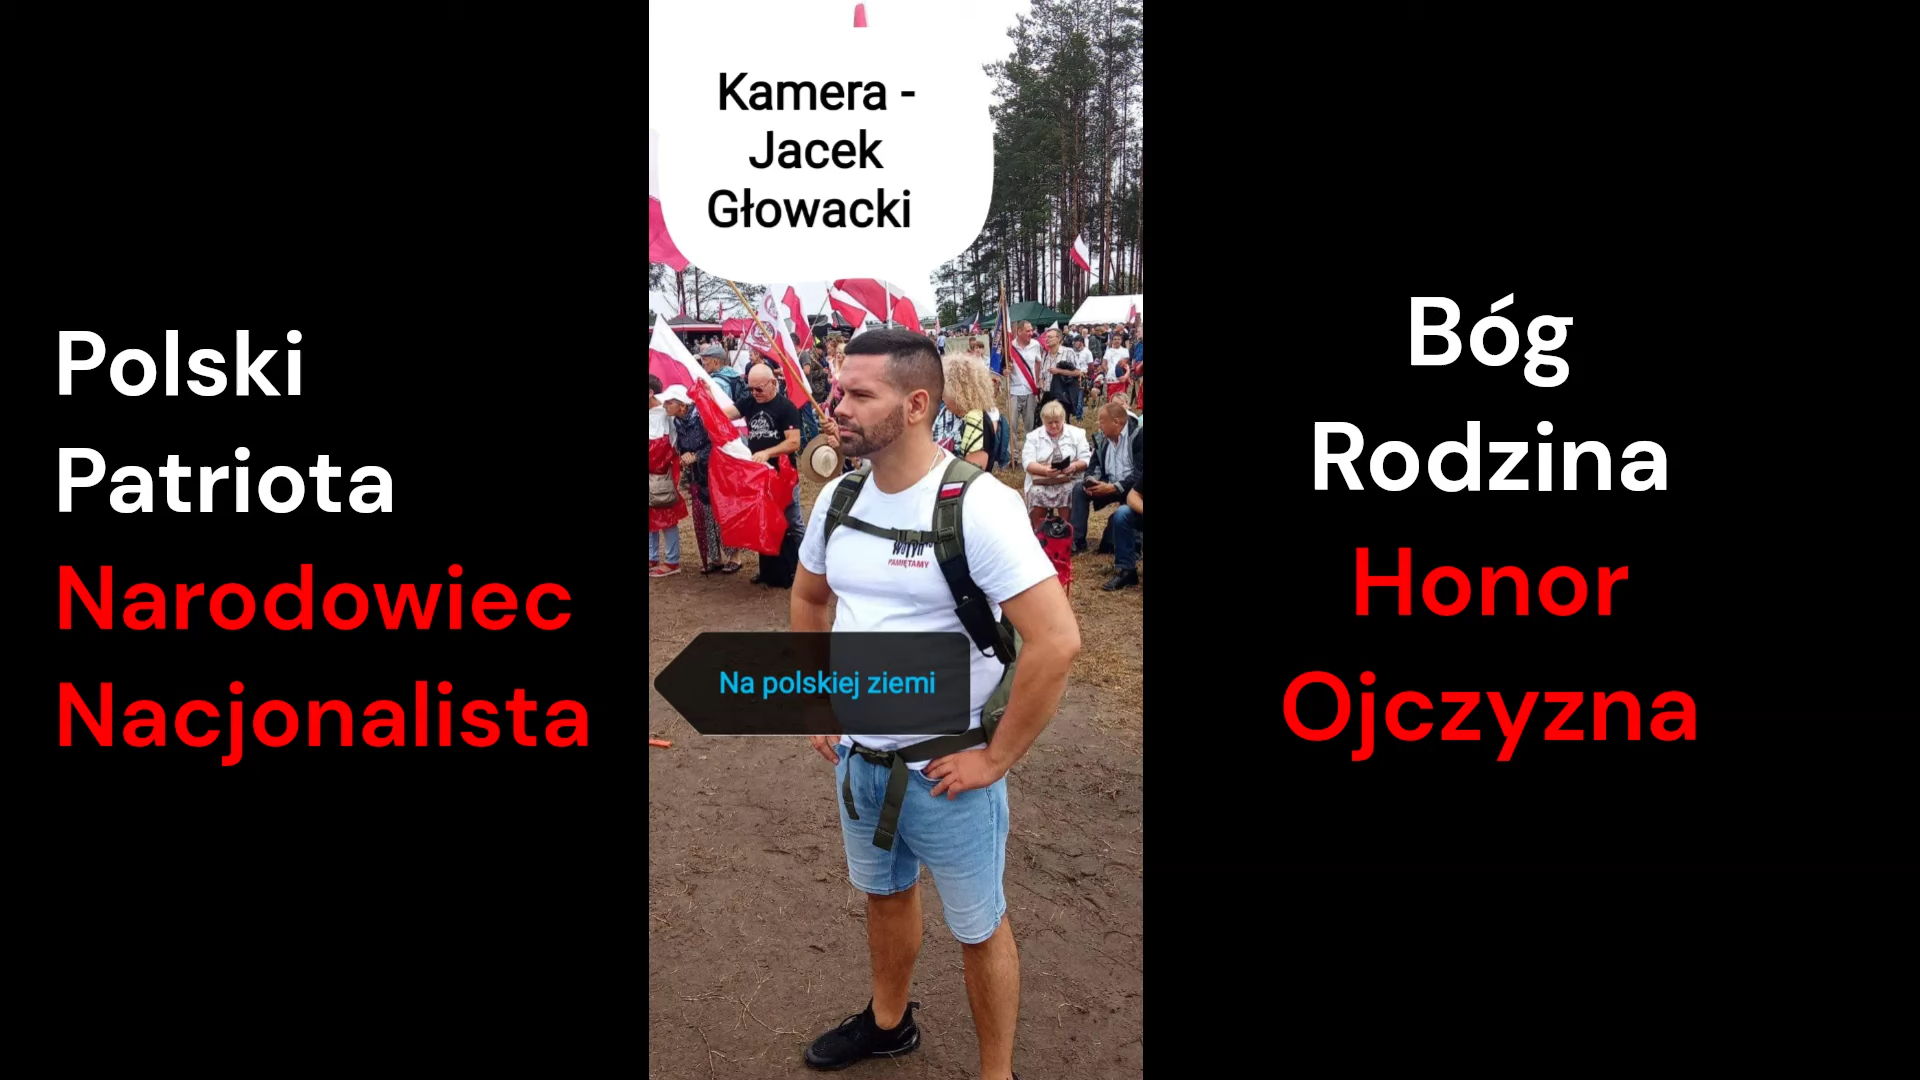 Polski
Patriota
Narodowiec
Nacjonalista
Kamera -
Jacek
Głowacki
PAMIĘTAMY
Na polskiej ziemi
Bóg
Rodzina
Honor
Ojczyzna